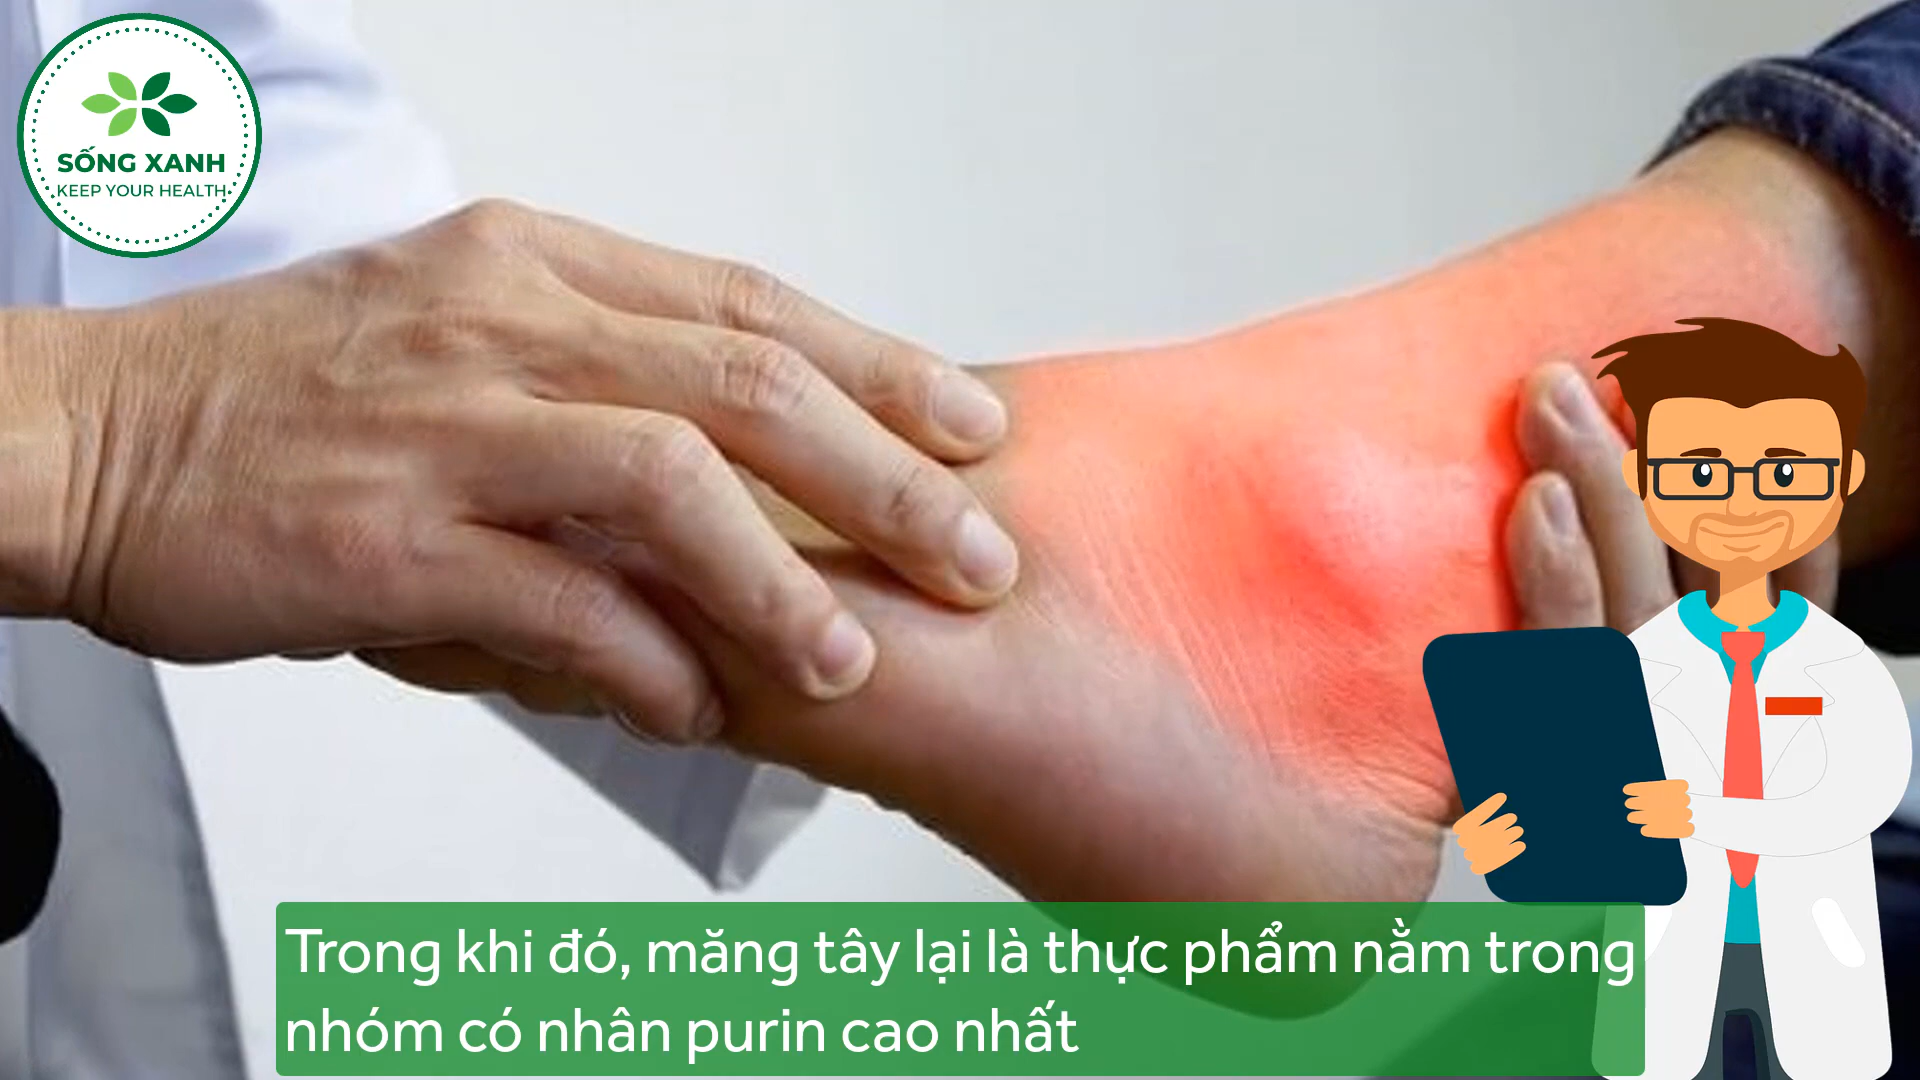 SỐNG XANH
KEEP YOUR HEALTH
Trong khi đó, măng tây lại là thực phẩm nằm trong
nhóm có nhân purin cao nhất